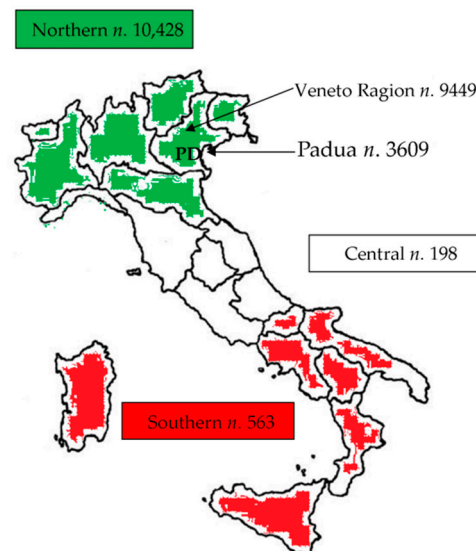 Northern n. 10,428
Veneto Ragion n. 9449
PD
Padua n. 3609
Central n. 198
Southern n. 563